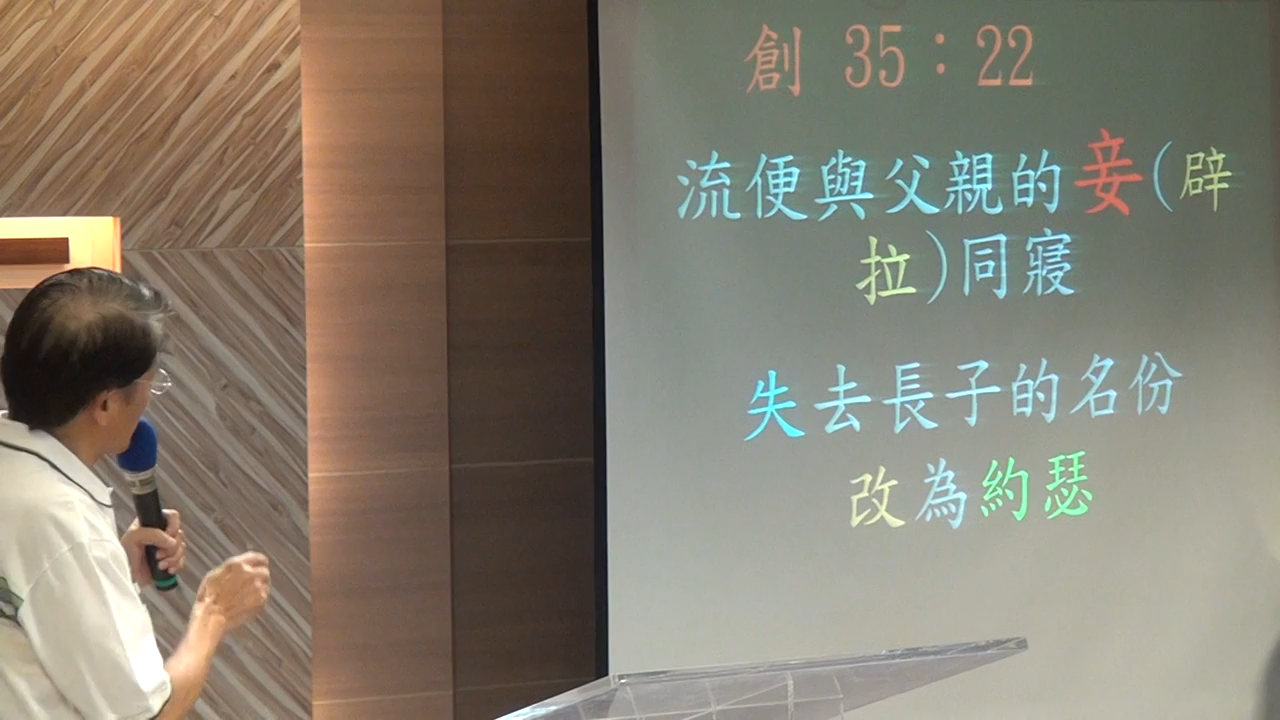 創 35：22
流便與父親的妾(辟
拉)同寢
失去長子的名份
改為約瑟